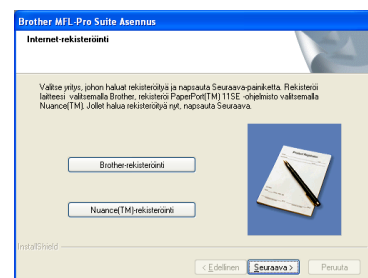 Brother MFL-Pro Suite Asennus
Internet-rekisteröinti
Valitse yritys, johon haluat rekisteröityä ja napsauta Seuraava-painiketta. Rekisteröi
laitteesi valitsemalla Brother, rekisteröi PaperPort(TM) 11SE -ohjelmisto valitsemalla
Nuance(TM). Jollet halua rekisteröityä nyt, napsauta Seuraava.
Brother-rekisteröinti
Nuance(TM)-rekisteröinti
InstallShield
< Edellinen
Seuraava >
Peruuta